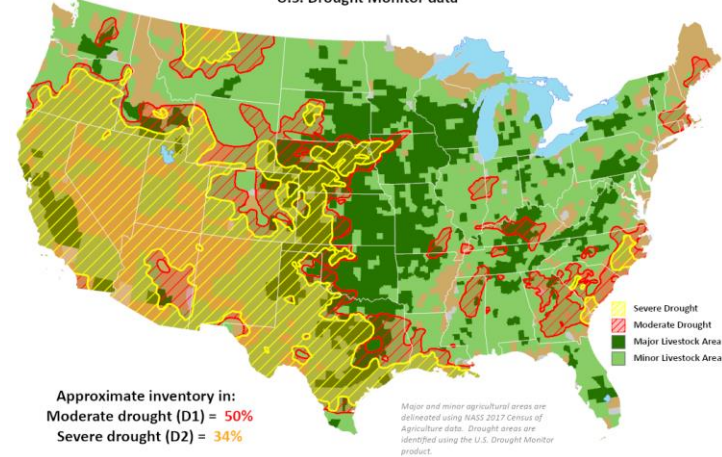 U.S. Drought Monitor data
Severe Drought
Moderate Drought
Major Livestock Area
Minor Livestock Area
Approximate inventory in:
Moderate drought (D1) = 50%
Severe drought (D2) = 34%
Major and minor agricultural areas are
delineated using NASS 2017 Census of
Agriculture data. Drought areas are
identified using the U.S. Drought Monitor
product.